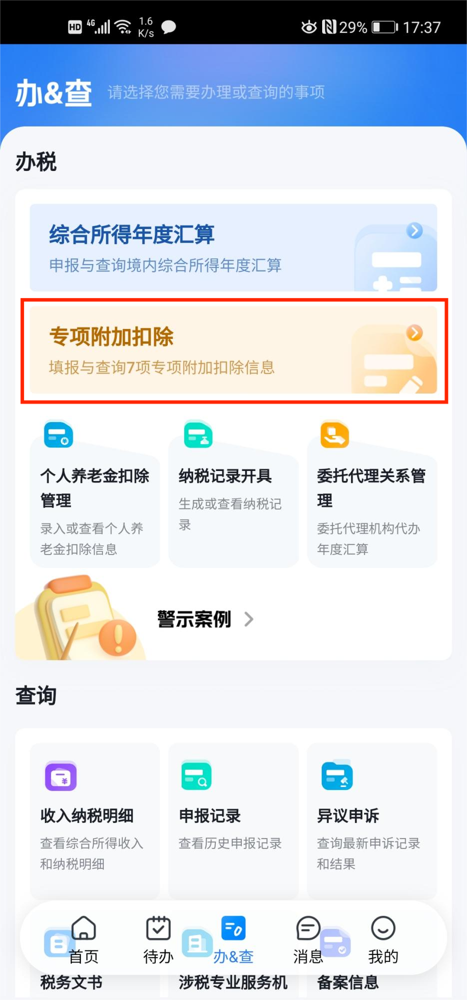 HD 4G 1.6 K/s 29% 17:37
办&查 请选择您需要办理或查询的事项
办税
综合所得年度汇算
申报与查询境内综合所得年度汇算
专项附加扣除
填报与查询7项专项附加扣除信息
个人养老金扣除
管理
录入或查看个人养
老金扣除信息
纳税记录开具
生成或查看纳税记
录
委托代理关系管
理
委托代理机构代办
年度汇算
警示案例
查询
收入纳税明细
查看综合所得收入
和纳税明细
申报记录
查看历史申报记录
异议申诉
查询最新申诉记录
和结果
首页 待办 办&查 消息 我的
税务文书 涉税专业服务机 备案信息